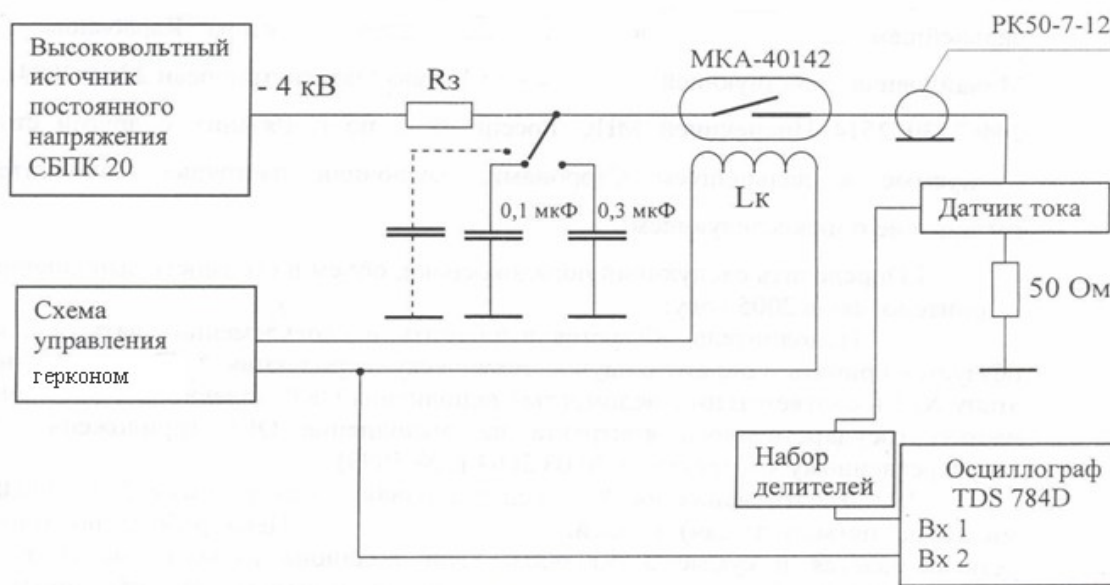 Высоковольтный
источник
постоянного
напряжения
СБПК 20
- 4 кВ
Rз
МКА-40142
РК50-7-12
0,1 мкФ
0,3 мкФ
Lк
Датчик тока
50 Ом
Схема
управления
герконом
Набор
делителей
Осциллограф
TDS 784D
Вх 1
Вх 2